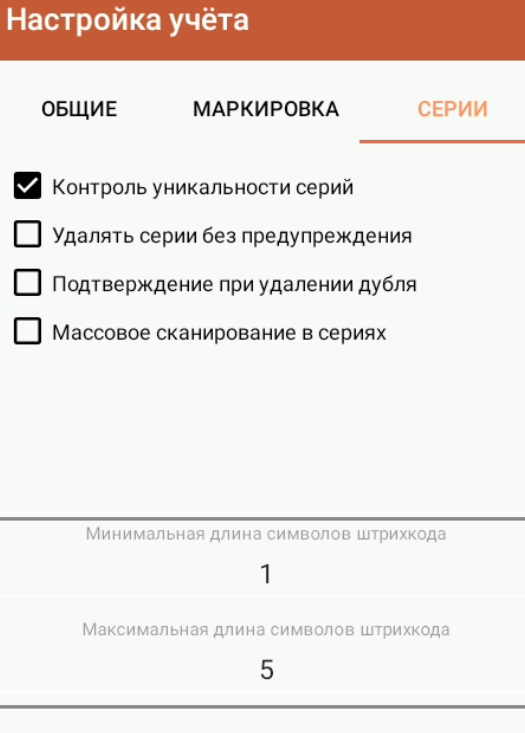 Настройка учёта
ОБЩИЕ МАРКИРОВКА СЕРИИ
Контроль уникальности серий
Удалять серии без предупреждения
Подтверждение при удалении дубля
Массовое сканирование в сериях
Минимальная длина символов штрихкода
1
Максимальная длина символов штрихкода
5